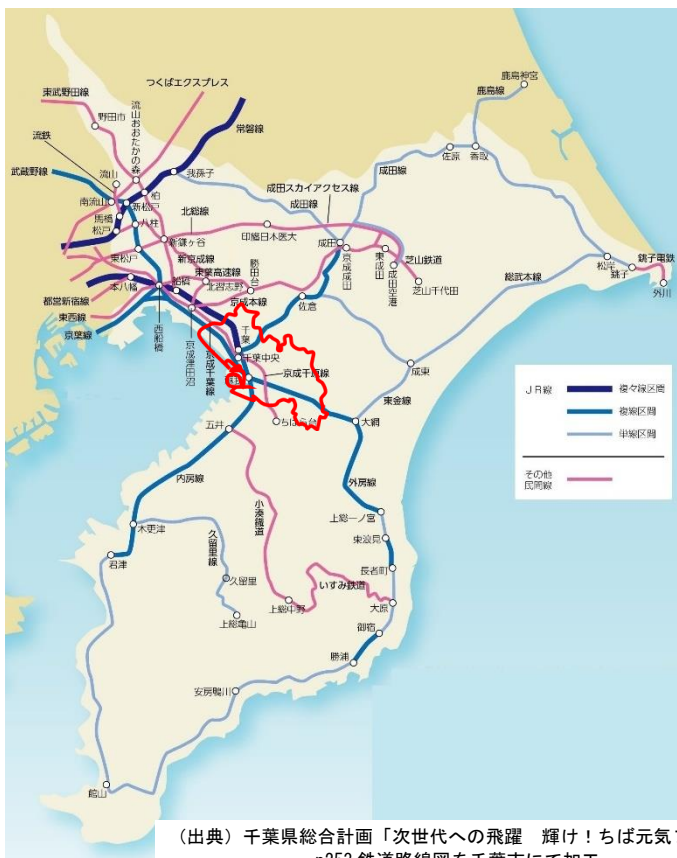 鹿島神宮
鹿島線
つくばエクスプレス
東武野田線
野田市
流山おおたかの森
常磐線
流鉄
佐原
香取
武蔵野線
流山
我孫子
成田線
成田スカイアクセス線
成田線
南流山
柏
新松戸
馬橋
松戸
八柱
北総線
印旛日本医大
成田
京成成田
東成田
成田空港
芝山鉄道
芝山千代田
新鎌ヶ谷
新京成線
東葉高速線
勝田台
東松戸
北習志野
京成本線
総武本線
松岸
銚子
銚子電鉄
外川
本八幡
船橋
都営新宿線
東西線
京葉線
西船橋
京成津田沼
京成千葉線
佐倉
千葉
千葉中央
京成千原線
成東
東金線
ちはら台
大網
五井
内房線
外房線
小湊鐵道
上総一ノ宮
東浪見
木更津
久留里線
君津
久留里
長者町
いすみ鉄道
上総中野
上総亀山
大原
御宿
勝浦
安房鴨川
館山
JR線
複々線区間
複線区間
単線区間
その他
民間線
(出典)千葉県総合計画「次世代への飛躍 輝け!ちば元気
p253 鉄道路線図を千葉市にて加工